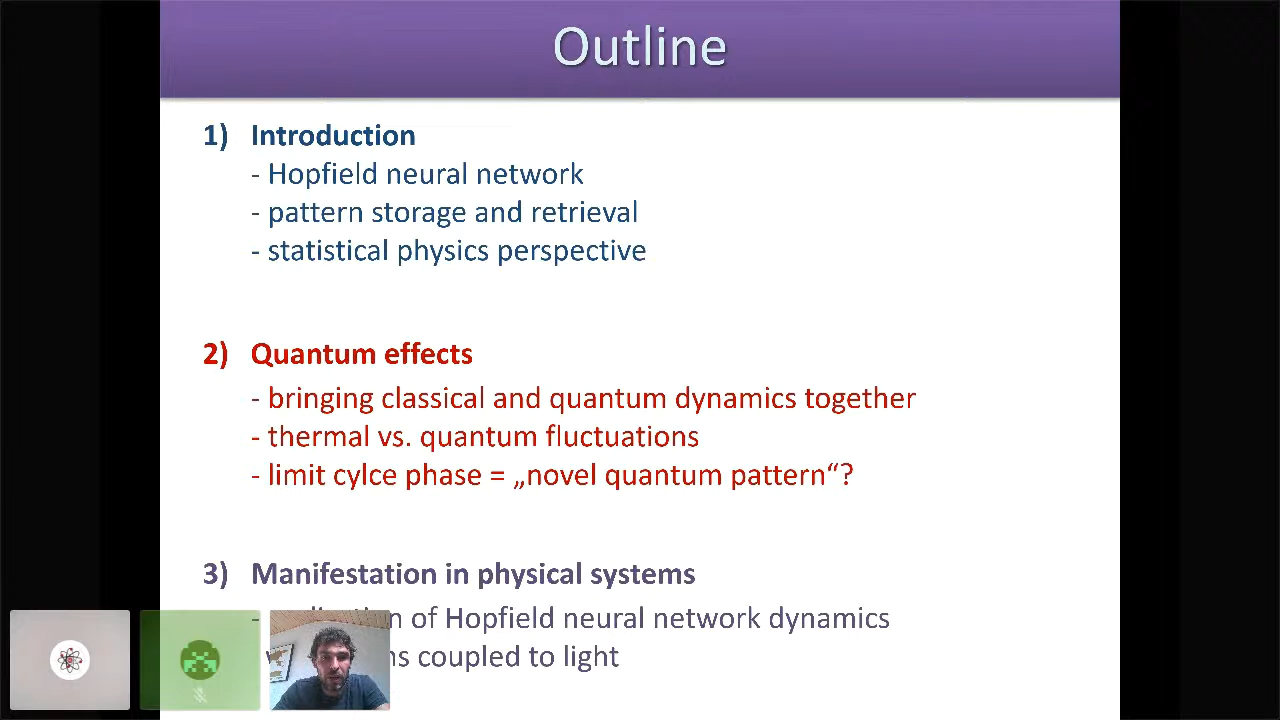 Outline
1) Introduction
- Hopfield neural network
- pattern storage and retrieval
- statistical physics perspective
2) Quantum effects
- bringing classical and quantum dynamics together
- thermal vs. quantum fluctuations
- limit cylce phase = „novel quantum pattern“?
3) Manifestation in physical systems
- of Hopfield neural network dynamics
coupled to light